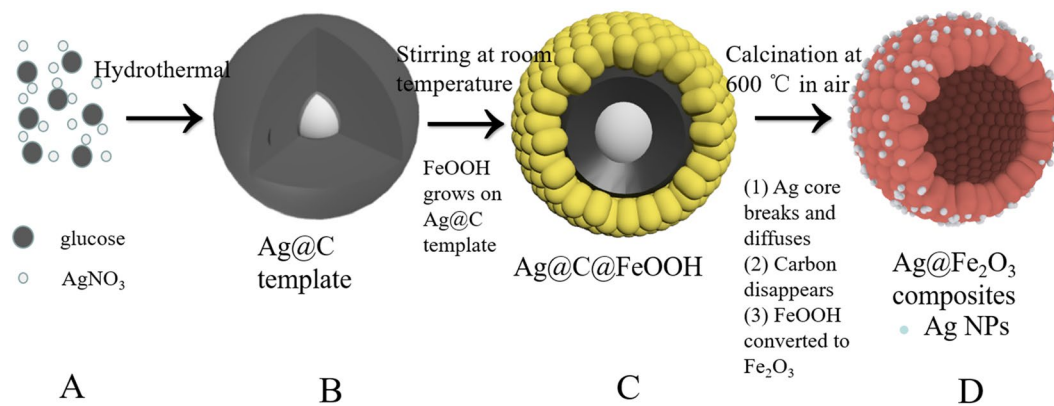 Hydrothermal
glucose
AgNO₃
A
Ag@C
template
B
Stirring at room
temperature
FeOOH
grows on
Ag@C
template
Ag@C@FeOOH
C
Calcination at
600 ℃ in air
(1) Ag core
breaks and
diffuses
(2) Carbon
disappears
(3) FeOOH
converted to
Fe₂O₃
Ag@Fe₂O₃
composites
Ag NPs
D